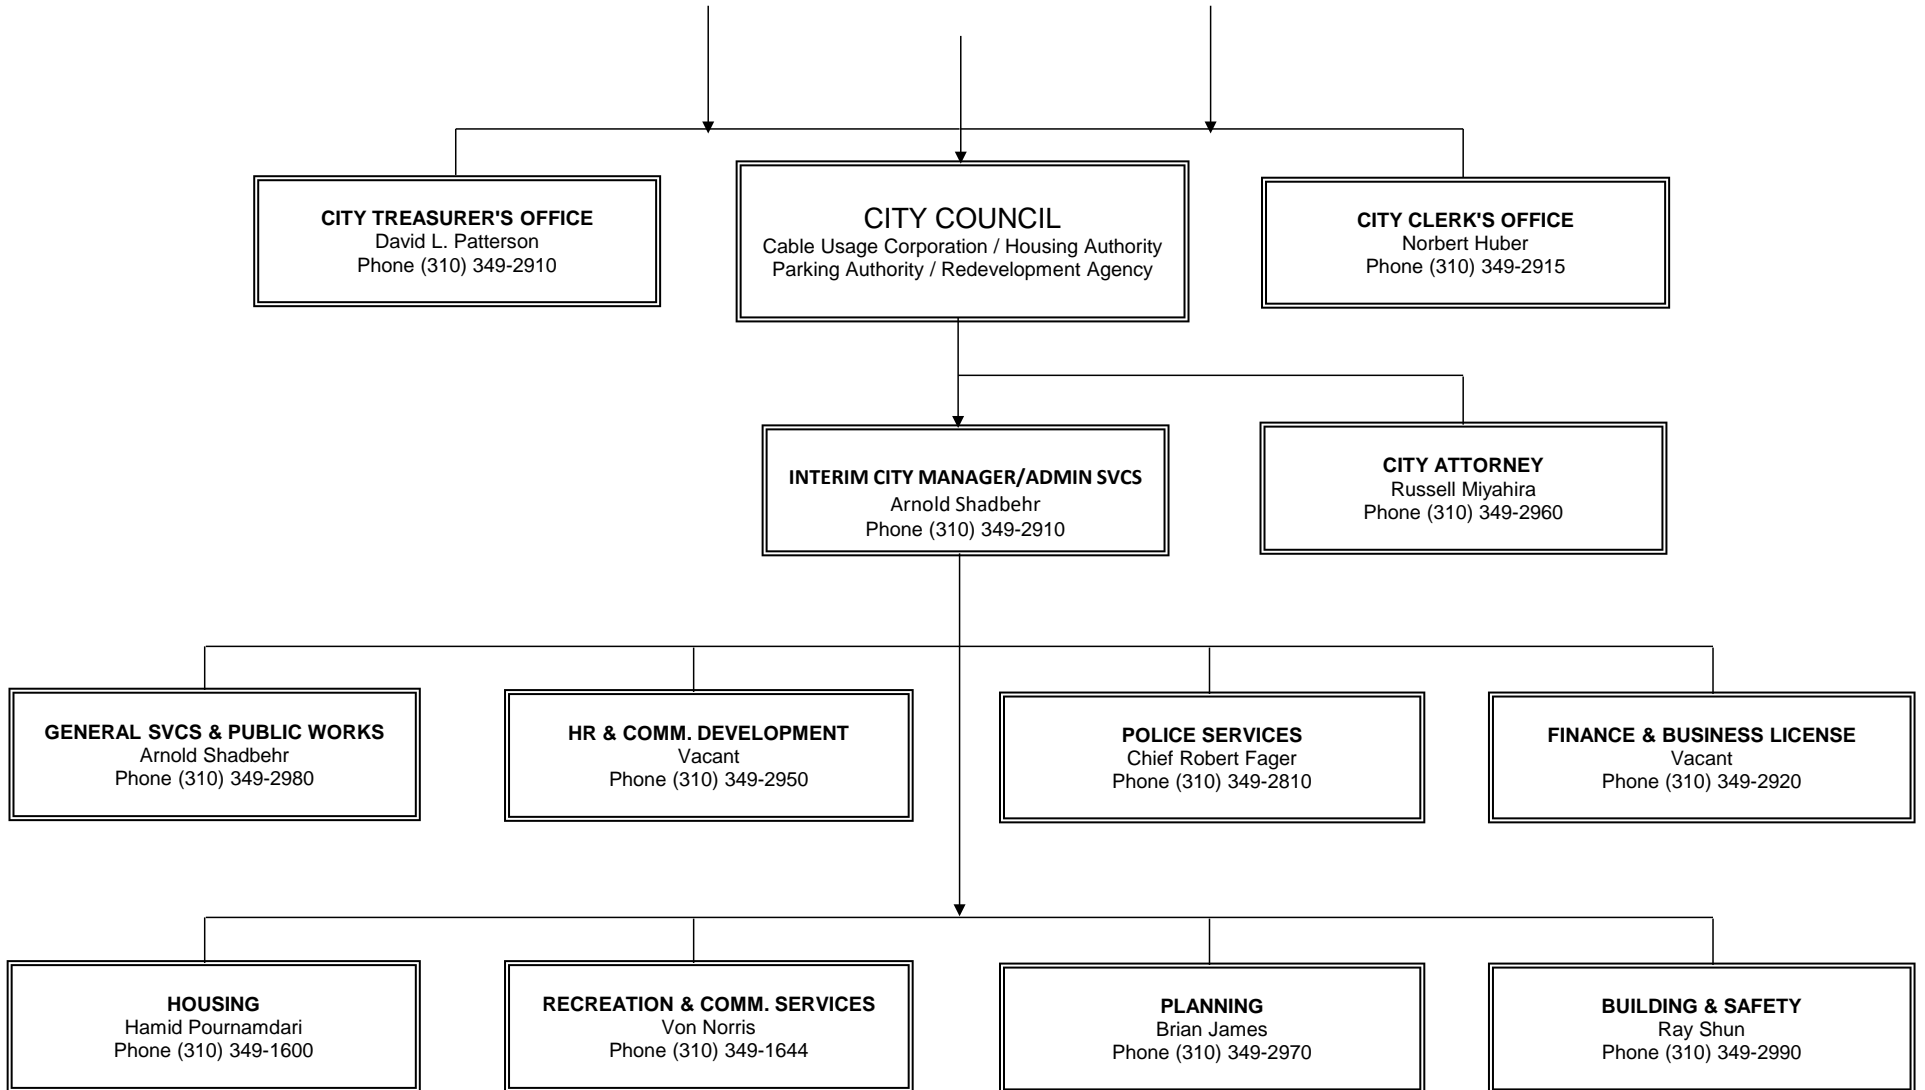 CITY TREASURER'S OFFICE
David L. Patterson
Phone (310) 349-2910
CITY COUNCIL
Cable Usage Corporation / Housing Authority
Parking Authority / Redevelopment Agency
CITY CLERK'S OFFICE
Norbert Huber
Phone (310) 349-2915
INTERIM CITY MANAGER/ADMIN SVCS
Arnold Shadbehr
Phone (310) 349-2910
CITY ATTORNEY
Russell Miyahira
Phone (310) 349-2960
GENERAL SVCS & PUBLIC WORKS
Arnold Shadbehr
Phone (310) 349-2980
HR & COMM. DEVELOPMENT
Vacant
Phone (310) 349-2950
POLICE SERVICES
Chief Robert Fager
Phone (310) 349-2810
FINANCE & BUSINESS LICENSE
Vacant
Phone (310) 349-2920
HOUSING
Hamid Pournamdari
Phone (310) 349-1600
RECREATION & COMM. SERVICES
Von Norris
Phone (310) 349-1644
PLANNING
Brian James
Phone (310) 349-2970
BUILDING & SAFETY
Ray Shun
Phone (310) 349-2990